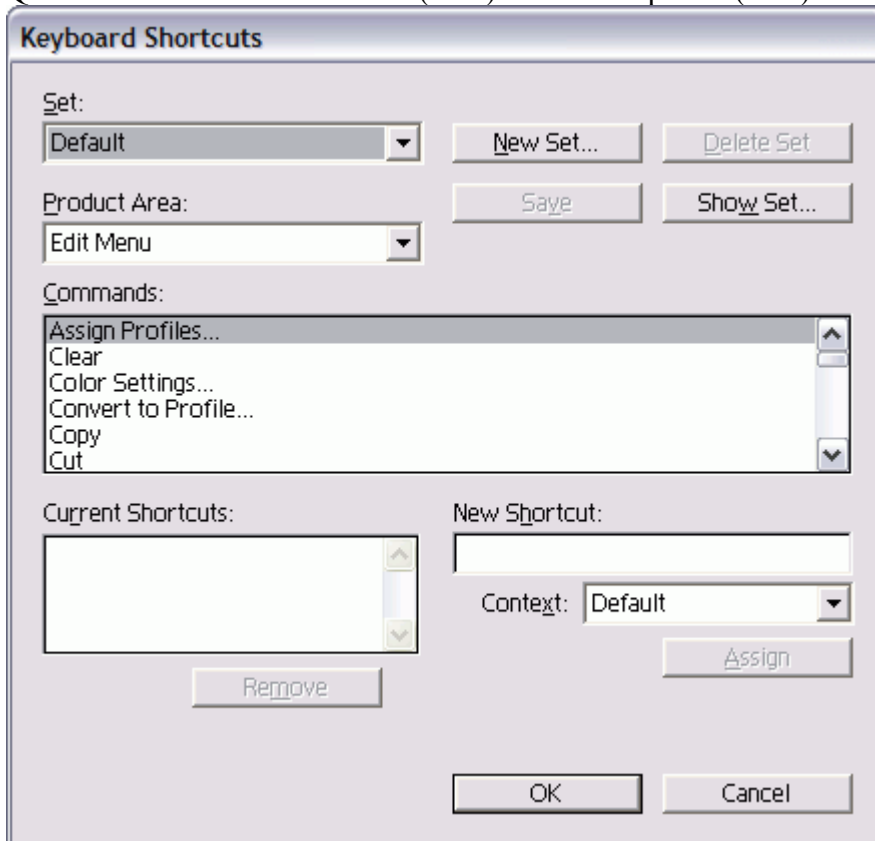 Keyboard Shortcuts
Set:
Default
New Set...
Delete Set
Product Area:
Save
Show Set...
Edit Menu
Commands:
Assign Profiles...
Clear
Color Settings...
Convert to Profile...
Copy
Cut
Current Shortcuts:
New Shortcut:
Context:
Default
Assign
Remove
OK
Cancel